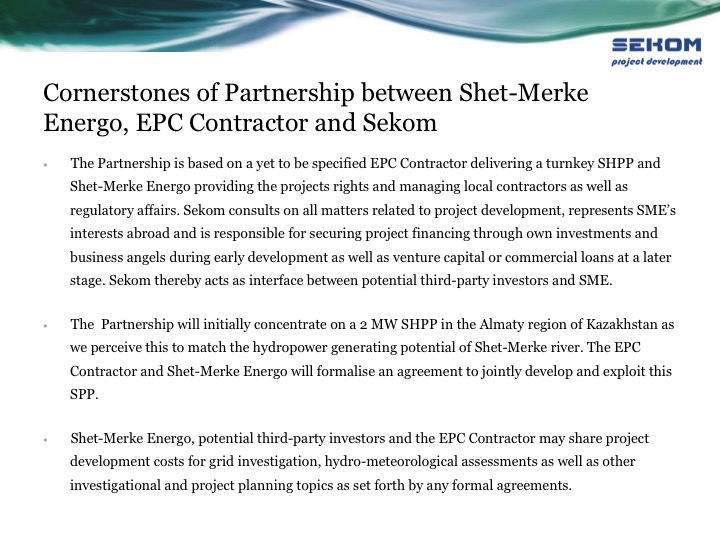 SEKOM
project development
Cornerstones of Partnership between Shet-Merke
Energo, EPC Contractor and Sekom
• The Partnership is based on a yet to be specified EPC Contractor delivering a turnkey SHPP and
Shet-Merke Energo providing the projects rights and managing local contractors as well as
regulatory affairs. Sekom consults on all matters related to project development, represents SME’s
interests abroad and is responsible for securing project financing through own investments and
business angels during early development as well as venture capital or commercial loans at a later
stage. Sekom thereby acts as interface between potential third-party investors and SME.
• The  Partnership will initially concentrate on a 2 MW SHPP in the Almaty region of Kazakhstan as
we perceive this to match the hydropower generating potential of Shet-Merke river. The EPC
Contractor and Shet-Merke Energo will formalise an agreement to jointly develop and exploit this
SPP.
• Shet-Merke Energo, potential third-party investors and the EPC Contractor may share project
development costs for grid investigation, hydro-meteorological assessments as well as other
investigational and project planning topics as set forth by any formal agreements.